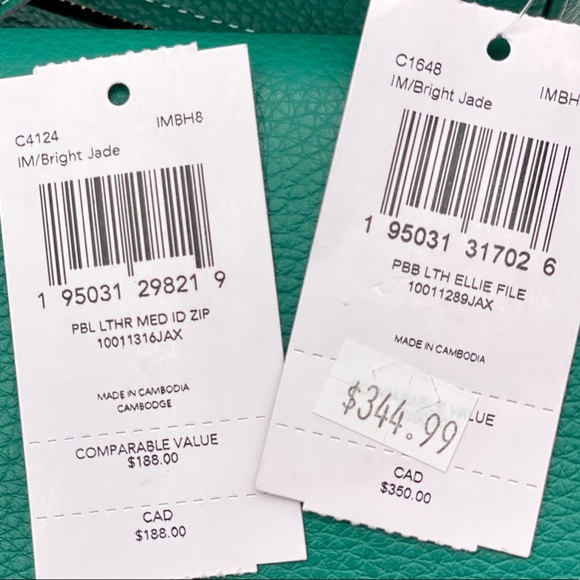 C4124 IMBH8
IM/Bright Jade
1 95031 29821 9
PBL LTHR MED ID ZIP
10011316JAX
MADE IN CAMBODIA
CAMBODGE
COMPARABLE VALUE
$188.00
CAD
$188.00
C1648
IM/Bright Jade IMBH
1 95031 31702 6
PBB LTH ELLIE FILE
10011289JAX
MADE IN CAMBODIA
$344.99
CAD
$350.00